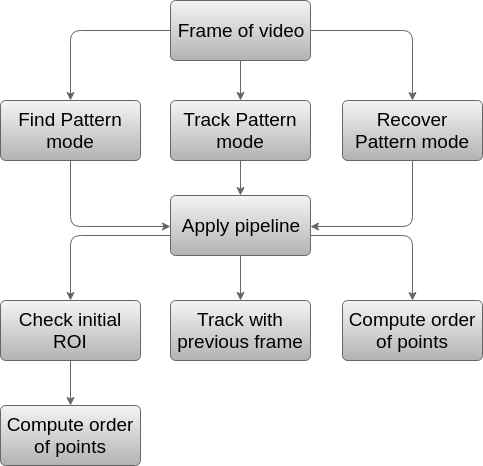 Frame of video
Find Pattern
mode
Track Pattern
mode
Recover
Pattern mode
Apply pipeline
Check initial
ROI
Track with
previous frame
Compute order
of points
Compute order
of points